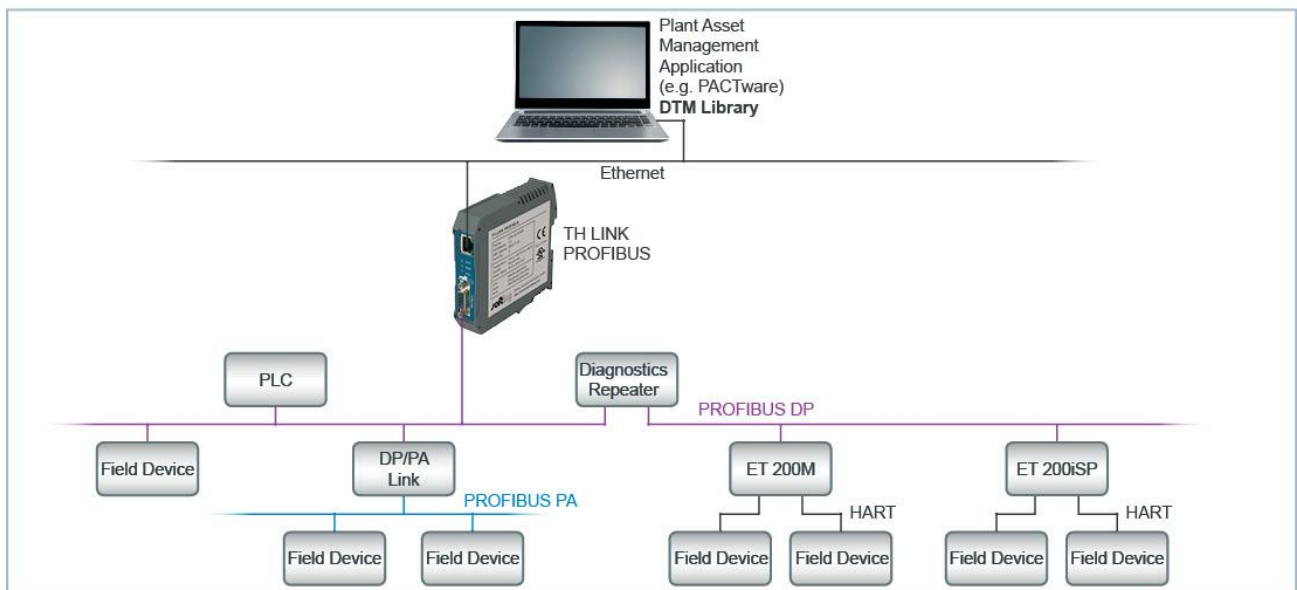 Plant Asset
Management
Application
(e.g. PACTware)
DTM Library
Ethernet
TH LINK
PROFIBUS
PLC
Diagnostics
Repeater
PROFIBUS DP
Field Device
DP/PA
Link
ET 200M
ET 200iSP
PROFIBUS PA
HART
HART
Field Device
Field Device
Field Device
Field Device
Field Device
Field Device